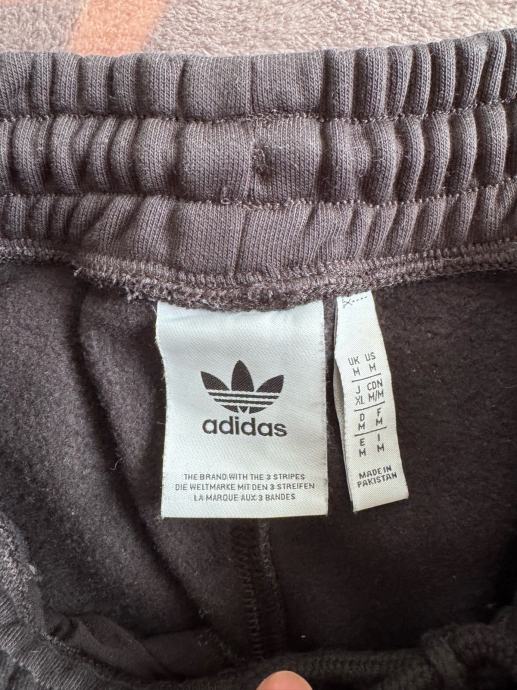 adidas
THE BRAND WITH THE 3 STRIPES
DIE WELTMARKE MIT DEN 3 STREIFEN
LA MARQUE AUX 3 BANDES
UK US
M M
J CDN
XL M/M
D F
M M
E I
M M
MADE IN
PAKISTAN